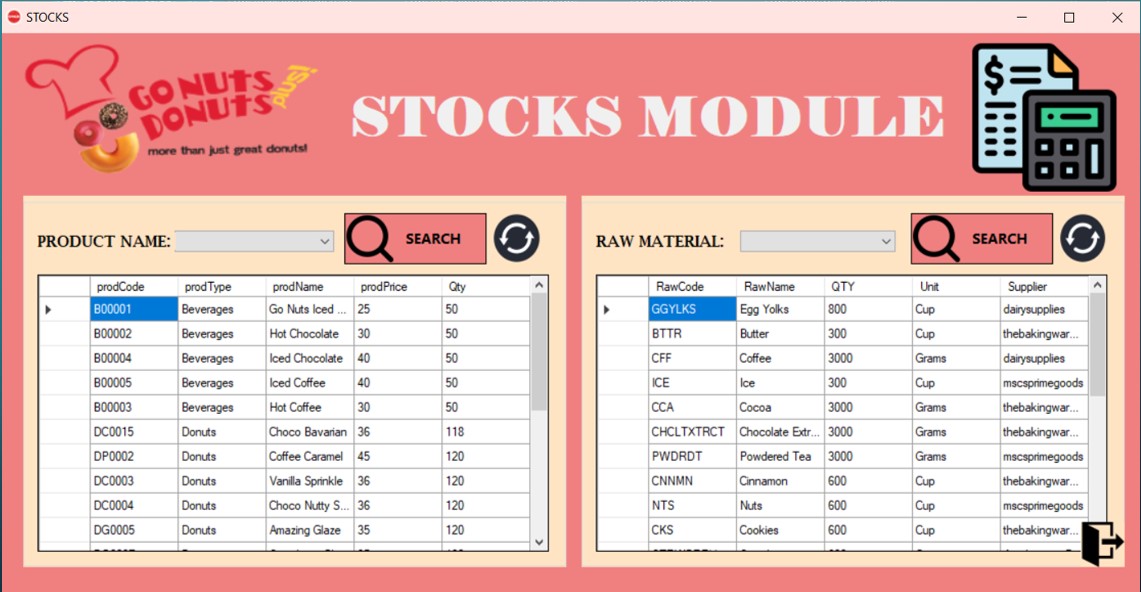 STOCKS
GO NUTS
DONUTS plus!
more than just great donuts!
STOCKS MODULE
PRODUCT NAME: SEARCH
prodCode prodType prodName prodPrice Qty
B00001 Beverages Go Nuts Iced ... 25 50
B00002 Beverages Hot Chocolate 30 50
B00004 Beverages Iced Chocolate 40 50
B00005 Beverages Iced Coffee 40 50
B00003 Beverages Hot Coffee 30 50
DC0015 Donuts Choco Bavarian 36 118
DP0002 Donuts Coffee Caramel 45 120
DC0003 Donuts Vanilla Sprinkle 36 120
DC0004 Donuts Choco Nutty S... 36 120
DG0005 Donuts Amazing Glaze 35 120
RAW MATERIAL: SEARCH
RawCode RawName QTY Unit Supplier
GGYLKS Egg Yolks 800 Cup dairysupplies
BTTR Butter 300 Cup thebakingwar...
CFF Coffee 3000 Grams dairysupplies
ICE Ice 300 Cup mscsprimegoods
CCA Cocoa 3000 Grams thebakingwar...
CHCLTXTRCT Chocolate Extr... 3000 Grams thebakingwar...
PWDRDT Powdered Tea 3000 Grams mscsprimegoods
CNNMN Cinnamon 600 Cup thebakingwar...
NTS Nuts 600 Cup mscsprimegoods
CKS Cookies 600 Cup thebakingwar...